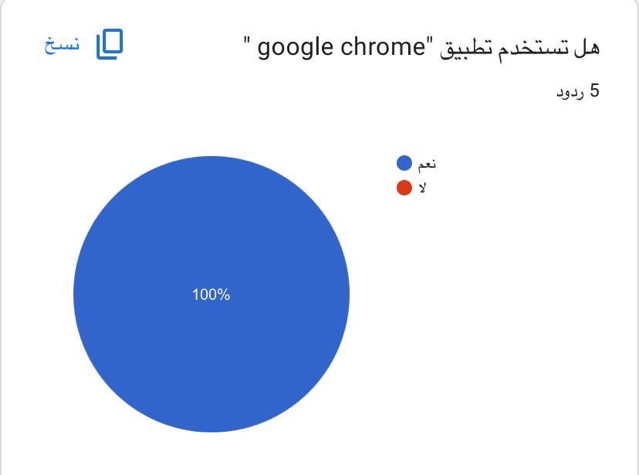 هل تستخدم تطبيق "google chrome "
نسخ
5 ردود
نعم
لا
100%